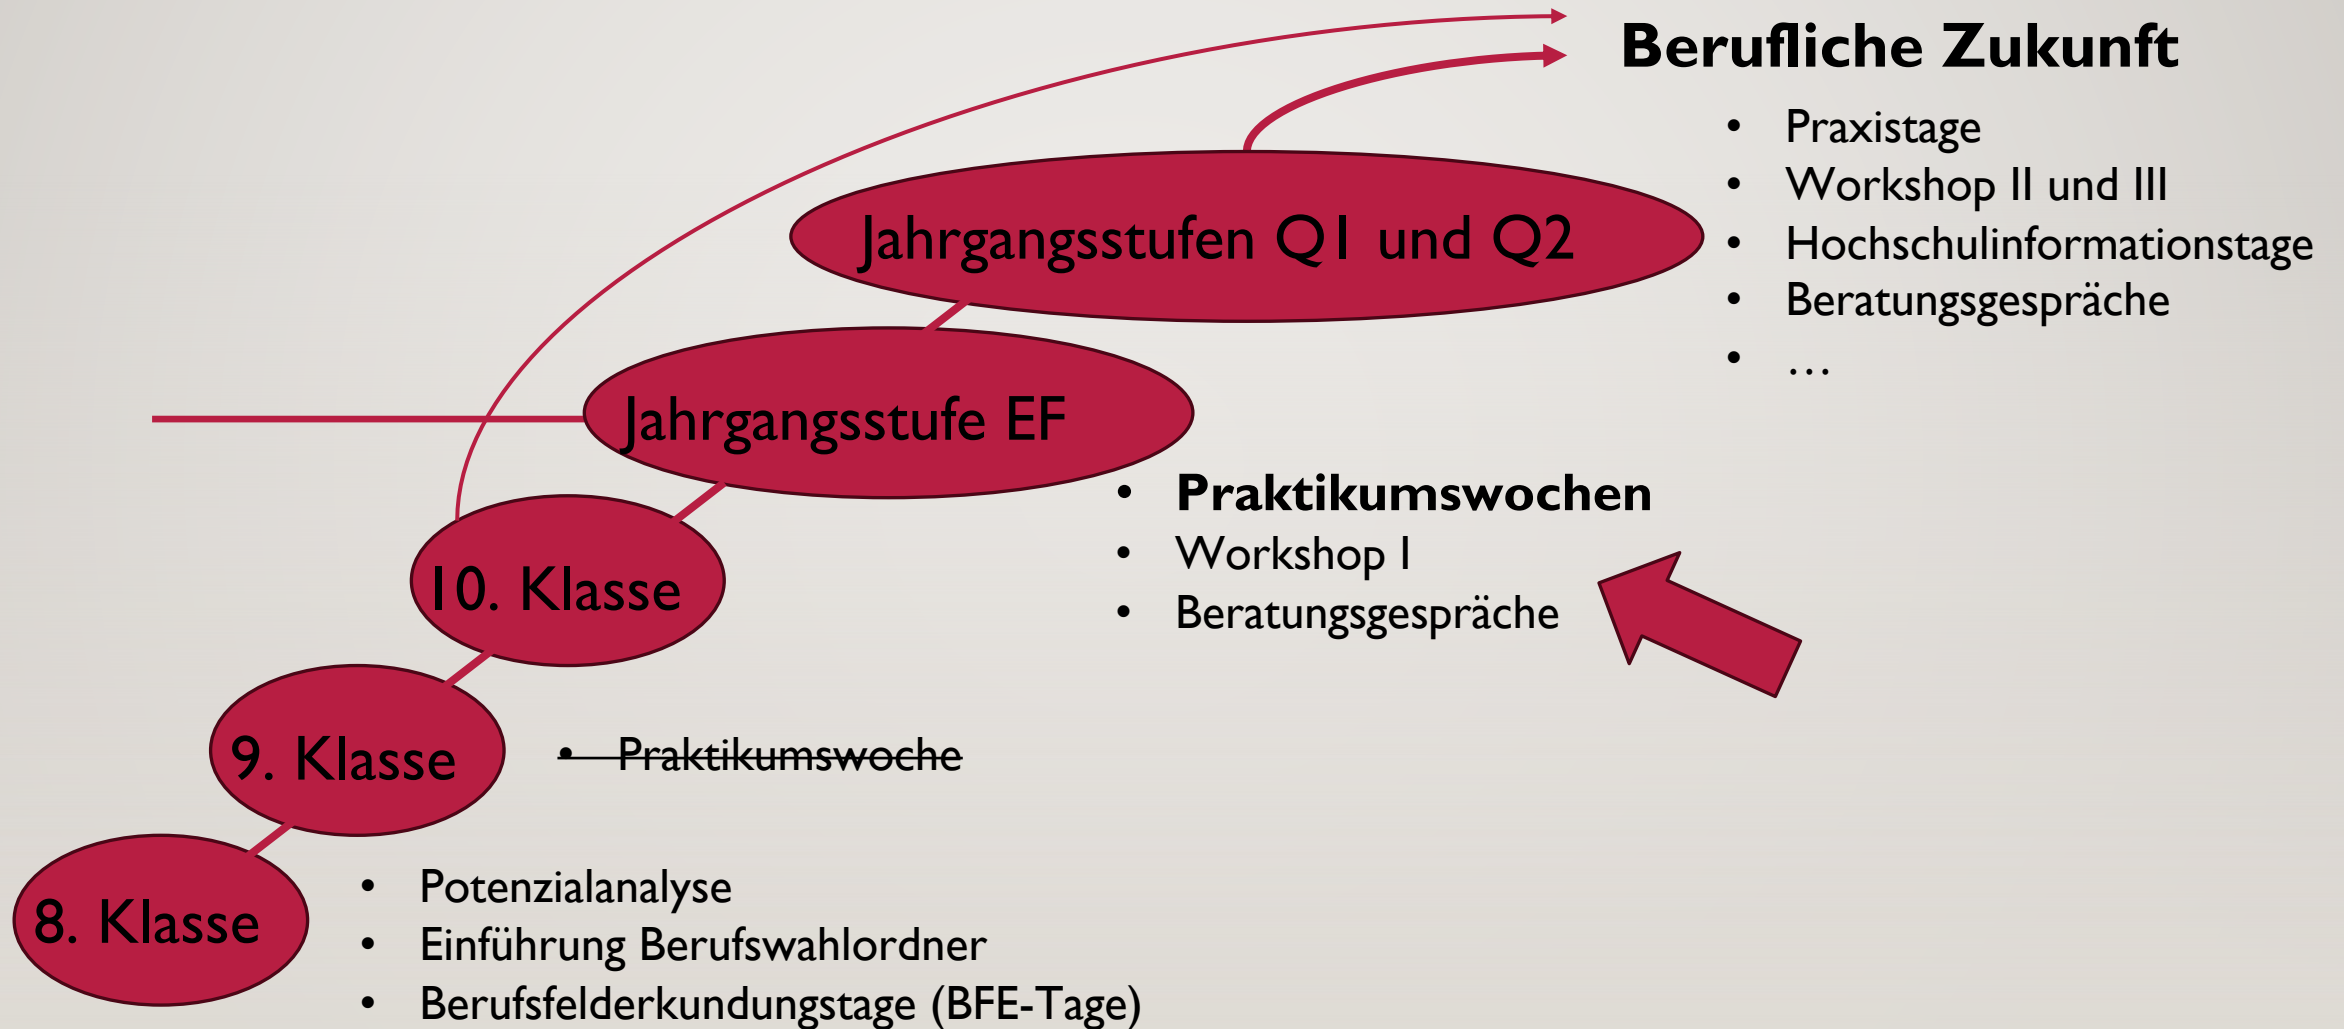 Berufliche Zukunft
• Praxistage
• Workshop II und III
• Hochschulinformationstage
• Beratungsgespräche
• …
Jahrgangsstufen Q1 und Q2
Jahrgangsstufe EF
• Praktikumswochen
• Workshop I
• Beratungsgespräche
10. Klasse
9. Klasse
• Praktikumswoche
8. Klasse
• Potenzialanalyse
• Einführung Berufswahlordner
• Berufsfelderkundungstage (BFE-Tage)